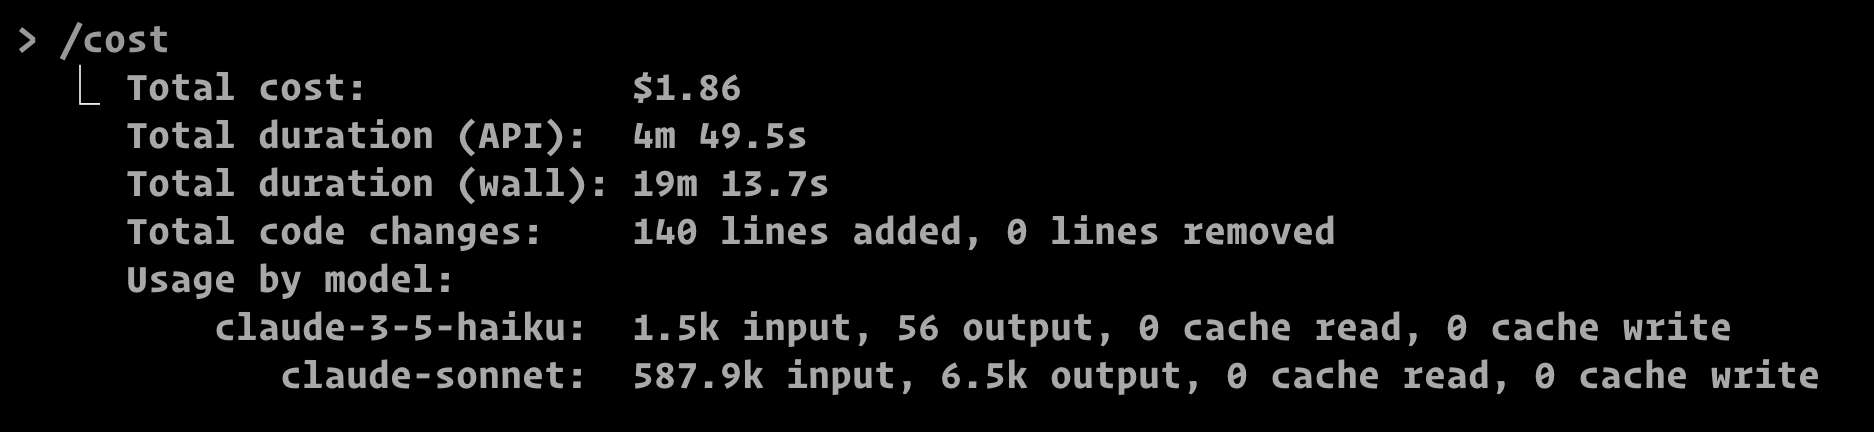 > /cost
Total cost: $1.86
Total duration (API): 4m 49.5s
Total duration (wall): 19m 13.7s
Total code changes: 140 lines added, 0 lines removed
Usage by model:
claude-3-5-haiku: 1.5k input, 56 output, 0 cache read, 0 cache write
claude-sonnet: 587.9k input, 6.5k output, 0 cache read, 0 cache write